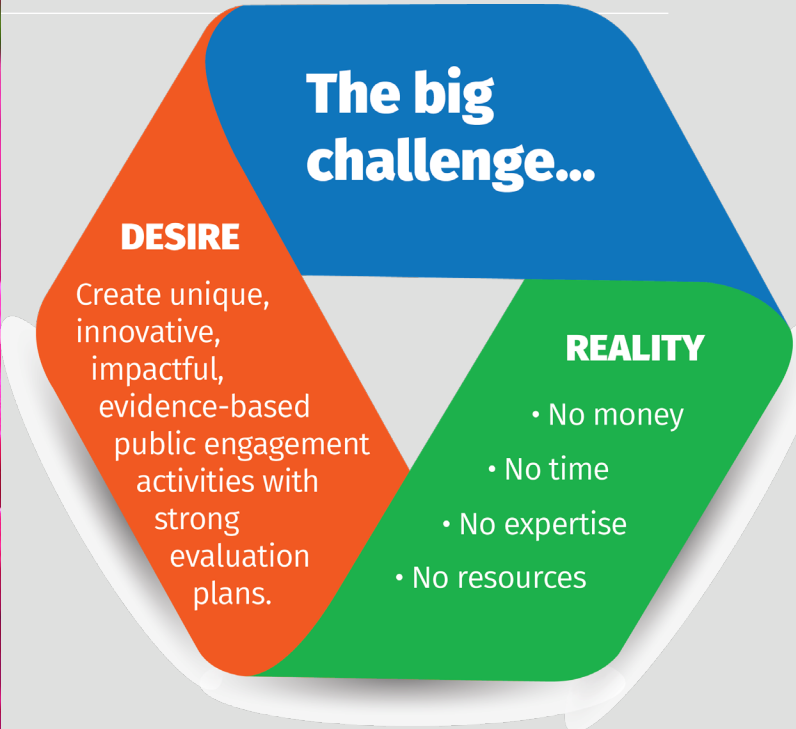 The big
challenge...
DESIRE
Create unique,
innovative,
impactful,
evidence-based
public engagement
activities with
strong
evaluation
plans.
REALITY
• No money
• No time
• No expertise
• No resources